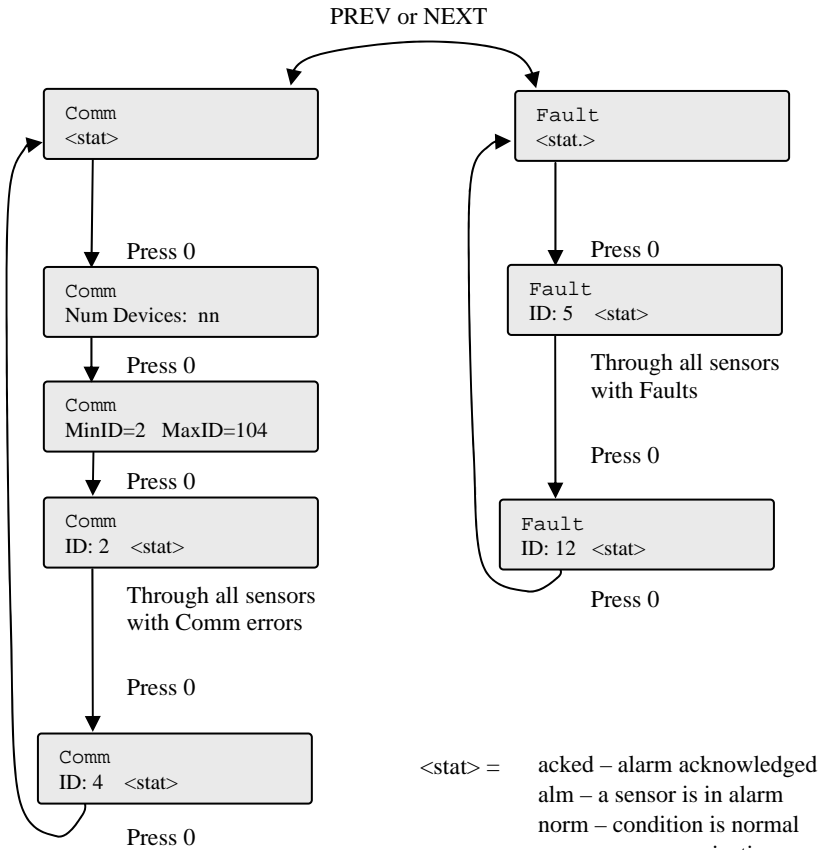 PREV or NEXT
Comm
<stat>
Press 0
Comm
Num Devices: nn
Press 0
Comm
MinID=2 MaxID=104
Press 0
Comm
ID: 2 <stat>
Through all sensors
with Comm errors
Press 0
Comm
ID: 4 <stat>
Press 0
Fault
<stat.>
Press 0
Fault
ID: 5 <stat>
Through all sensors
with Faults
Press 0
Fault
ID: 12 <stat>
Press 0
<stat> = acked – alarm acknowledged
alm – a sensor is in alarm
norm – condition is normal